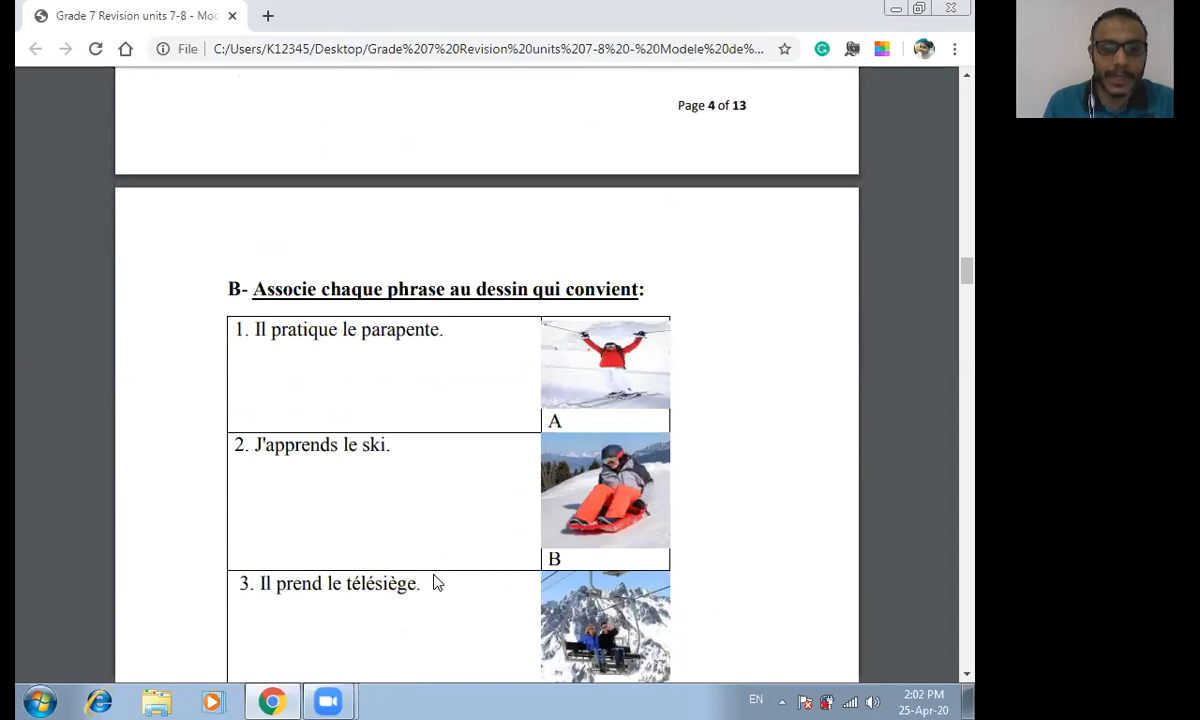 Grade 7 Revision units 7-8 - Moc
File C:/Users/K12345/Desktop/Grade%207%20Revision%20units%207-8%20-%20Modele%20de%...
Page 4 of 13
B- Associe chaque phrase au dessin qui convient:
1. Il pratique le parapente.
A
2. J'apprends le ski.
B
3. Il prend le télésiège.
EN
2:02 PM
25-Apr-20